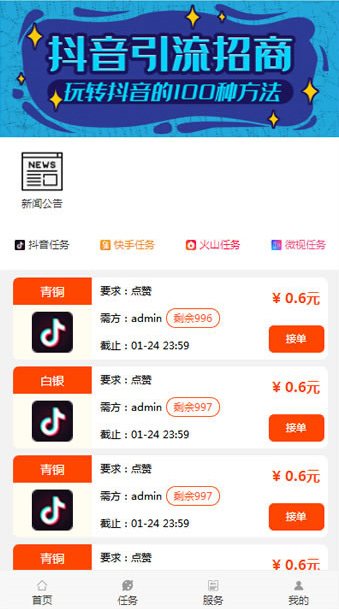 抖音引流招商
玩转抖音的100种方法
NEWS
新闻公告
抖音任务 快手任务 火山任务 微视任务
青铜
要求：点赞
¥ 0.6元
需方：admin 剩余996
接单
截止：01-24 23:59
白银
要求：点赞
¥ 0.6元
需方：admin 剩余997
接单
截止：01-24 23:59
青铜
要求：点赞
¥ 0.6元
需方：admin 剩余997
接单
截止：01-24 23:59
青铜
要求：点赞
¥ 0.6元
首页 任务 服务 我的